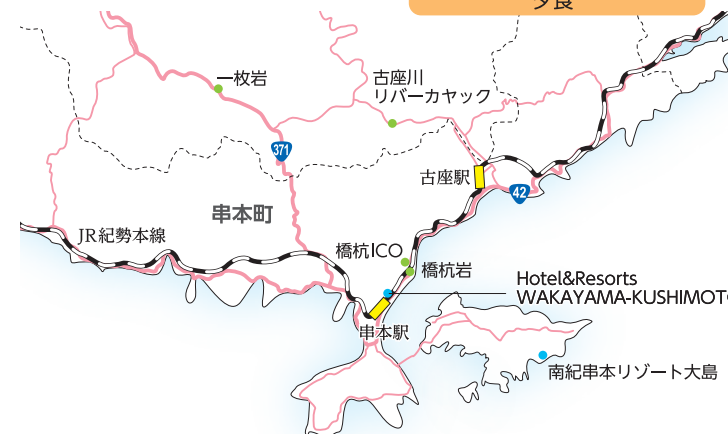 夕食
一枚岩
古座川
リバーカヤック
371
古座駅
42
串本町
JR紀勢本線
橋杭ICO
橋杭岩
Hotel&Resorts
WAKAYAMA-KUSHIMOTO
串本駅
南紀串本リゾート大島